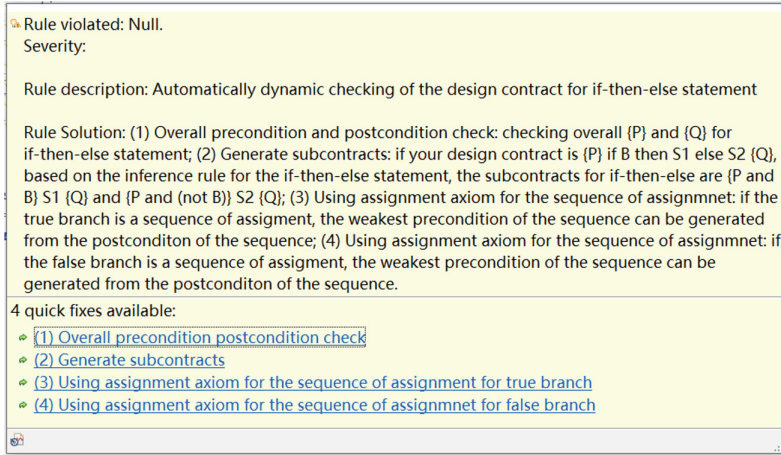 Rule violated: Null.
Severity:
Rule description: Automatically dynamic checking of the design contract for if-then-else statement
Rule Solution: (1) Overall precondition and postcondition check: checking overall {P} and {Q} for
if-then-else statement; (2) Generate subcontracts: if your design contract is {P} if B then S1 else S2 {Q},
based on the inference rule for the if-then-else statement, the subcontracts for if-then-else are {P and
B} S1 {Q} and {P and (not B)} S2 {Q}; (3) Using assignment axiom for the sequence of assignmnet: if the
true branch is a sequence of assigment, the weakest precondition of the sequence can be generated
from the postconditon of the sequence; (4) Using assignment axiom for the sequence of assignmnet: if
the false branch is a sequence of assigment, the weakest precondition of the sequence can be
generated from the postconditon of the sequence.
4 quick fixes available:
(1) Overall precondition postcondition check
(2) Generate subcontracts
(3) Using assignment axiom for the sequence of assignment for true branch
(4) Using assignment axiom for the sequence of assignmnet for false branch